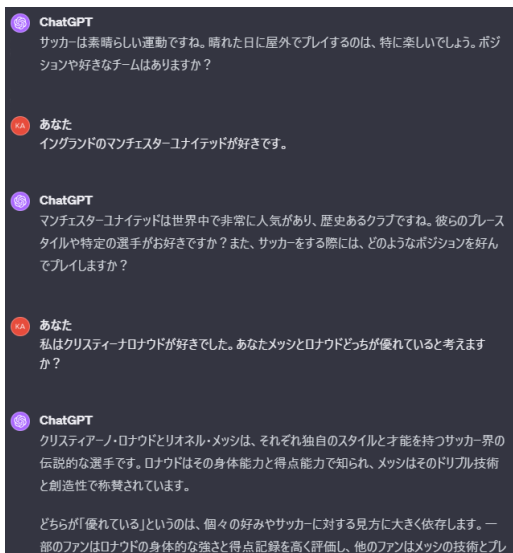 ChatGPT
サッカーは素晴らしい運動ですね。晴れた日に屋外でプレイするのは、特に楽しいでしょう。ポジ
ションや好きなチームはありますか？
KA
あなた
イングランドのマンチェスターユナイテッドが好きです。
ChatGPT
マンチェスターユナイテッドは世界中で非常に人気があり、歴史あるクラブですね。彼らのプレース
タイルや特定の選手がお好きですか？また、サッカーをする際には、どのようなポジションを好ん
でプレイしますか？
KA
あなた
私はクリスティーナロナウドが好きでした。あなたメッシとロナウドどっちが優れていると考えます
か？
ChatGPT
クリスティアーノ・ロナウドとリオネル・メッシは、それぞれ独自のスタイルと才能を持つサッカー界の
伝説的な選手です。ロナウドはその身体能力と得点能力で知られ、メッシはそのドリブル技術
と創造性で称賛されています。
どちらが「優れている」というのは、個々の好みやサッカーに対する見方に大きく依存します。一
部のファンはロナウドの身体的な強さと得点記録を高く評価し、他のファンはメッシの技術とプレ